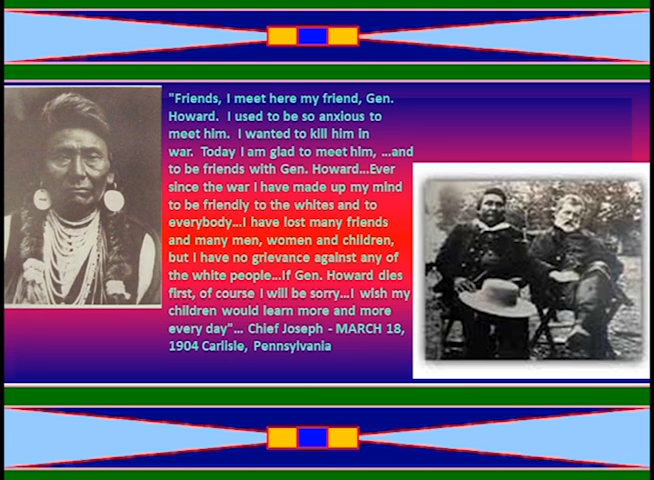 "Friends, I meet here my friend, Gen.
Howard. I used to be so anxious to
meet him. I wanted to kill him in
war. Today I am glad to meet him, ...and
to be friends with Gen. Howard...Ever
since the war I have made up my mind
to be friendly to the whites and to
everybody...I have lost many friends
and many men, women and children,
but I have no grievance against any of
the white people...If Gen. Howard dies
first, of course I will be sorry...I wish my
children would learn more and more
every day"... Chief Joseph - MARCH 18,
1904 Carlisle, Pennsylvania